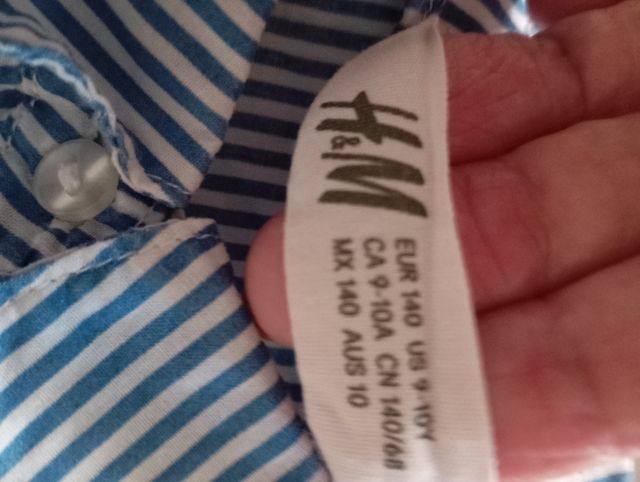 H&M
EUR 140 US 9-10Y
CA 9-10A CN 140/68
MX 140 AUS 10